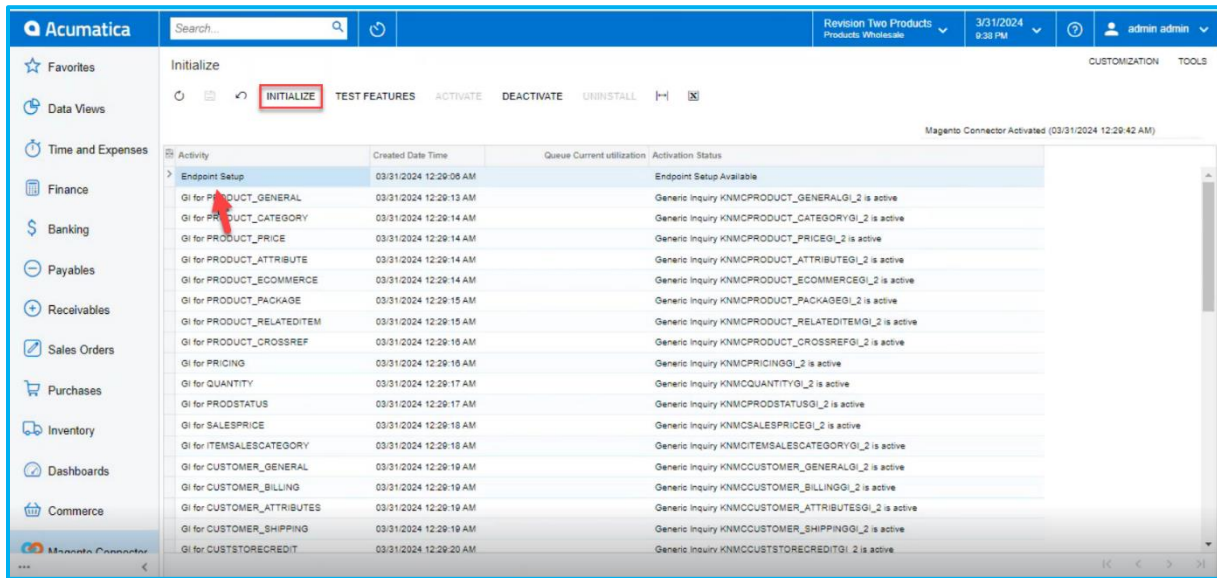 Acumatica
Search...
Revision Two Products
Products Wholesale
3/31/2024
9:38 PM
admin admin
Favorites
Data Views
Time and Expenses
Finance
Banking
Payables
Receivables
Sales Orders
Purchases
Inventory
Dashboards
Commerce
Magento Connector
Initialize
CUSTOMIZATION TOOLS
INITIALIZE TEST FEATURES ACTIVATE DEACTIVATE UNINSTALL
Magento Connector Activated (03/31/2024 12:29:42 AM)
Activity Created Date Time Queue Current utilization Activation Status
Endpoint Setup 03/31/2024 12:29:06 AM Endpoint Setup Available
GI for PRODUCT_GENERAL 03/31/2024 12:29:13 AM Generic Inquiry KNMCPRODUCT_GENERALGI_2 is active
GI for PRODUCT_CATEGORY 03/31/2024 12:29:14 AM Generic Inquiry KNMCPRODUCT_CATEGORYGI_2 is active
GI for PRODUCT_PRICE 03/31/2024 12:29:14 AM Generic Inquiry KNMCPRODUCT_PRICEGI_2 is active
GI for PRODUCT_ATTRIBUTE 03/31/2024 12:29:14 AM Generic Inquiry KNMCPRODUCT_ATTRIBUTEGI_2 is active
GI for PRODUCT_ECOMMERCE 03/31/2024 12:29:14 AM Generic Inquiry KNMCPRODUCT_ECOMMERCEGI_2 is active
GI for PRODUCT_PACKAGE 03/31/2024 12:29:15 AM Generic Inquiry KNMCPRODUCT_PACKAGEGI_2 is active
GI for PRODUCT_RELATEDITEM 03/31/2024 12:29:15 AM Generic Inquiry KNMCPRODUCT_RELATEDITEMGI_2 is active
GI for PRODUCT_CROSSREF 03/31/2024 12:29:16 AM Generic Inquiry KNMCPRODUCT_CROSSREFGI_2 is active
GI for PRICING 03/31/2024 12:29:16 AM Generic Inquiry KNMCPRICINGGI_2 is active
GI for QUANTITY 03/31/2024 12:29:17 AM Generic Inquiry KNMCQUANTITYGI_2 is active
GI for PRODSTATUS 03/31/2024 12:29:17 AM Generic Inquiry KNMCPRODSTATUSGI_2 is active
GI for SALESPRICE 03/31/2024 12:29:18 AM Generic Inquiry KNMCSALESPRICEGI_2 is active
GI for ITEMSALESCATEGORY 03/31/2024 12:29:18 AM Generic Inquiry KNMCITEMSALESCATEGORYGI_2 is active
GI for CUSTOMER_GENERAL 03/31/2024 12:29:19 AM Generic Inquiry KNMCCUSTOMER_GENERALGI_2 is active
GI for CUSTOMER_BILLING 03/31/2024 12:29:19 AM Generic Inquiry KNMCCUSTOMER_BILLINGGI_2 is active
GI for CUSTOMER_ATTRIBUTES 03/31/2024 12:29:19 AM Generic Inquiry KNMCCUSTOMER_ATTRIBUTESGI_2 is active
GI for CUSTOMER_SHIPPING 03/31/2024 12:29:19 AM Generic Inquiry KNMCCUSTOMER_SHIPPINGGI_2 is active
GI for CUSTSTORECREDIT 03/31/2024 12:29:20 AM Generic Inquiry KNMCCUSTSTORECREDITGI_2 is active